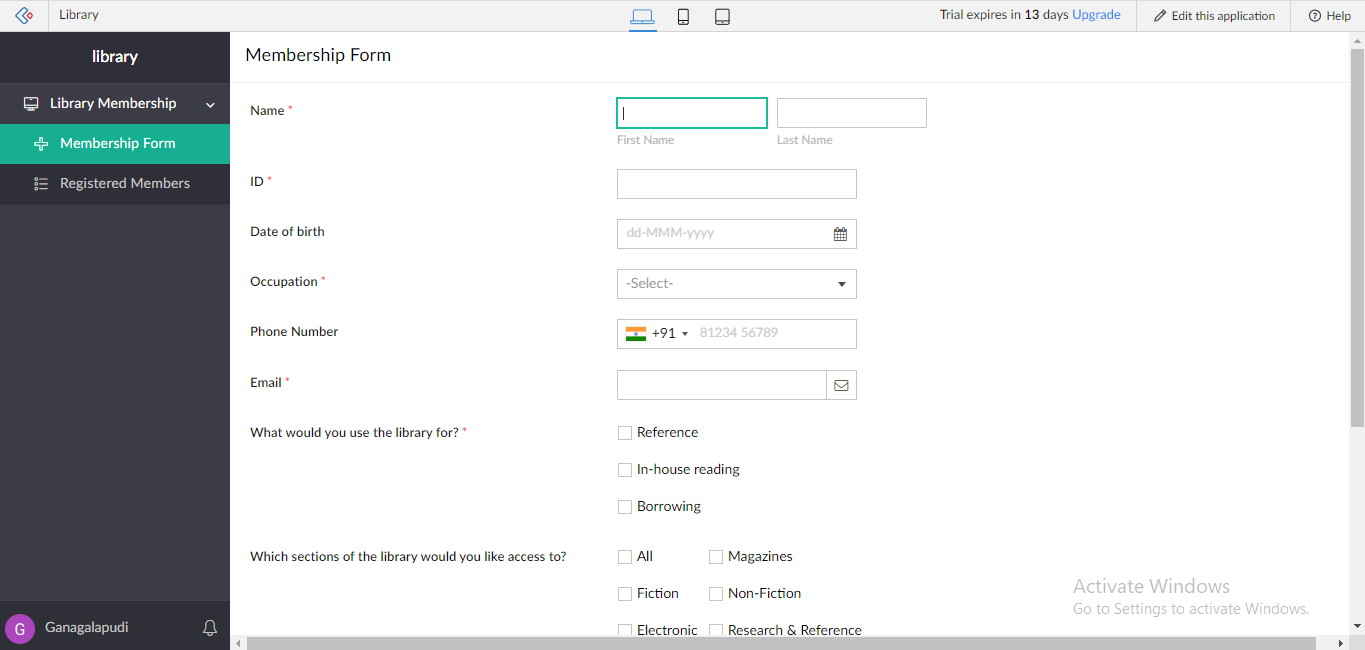 Library
Trial expires in 13 days Upgrade
Edit this application
Help
library
Library Membership
Membership Form
Registered Members
G Ganagalapudi
Membership Form
Name *
First Name Last Name
ID *
Date of birth dd-MMM-yyyy
Occupation * -Select-
Phone Number +91 81234 56789
Email *
What would you use the library for? * Reference
In-house reading
Borrowing
Which sections of the library would you like access to? All Magazines
Fiction Non-Fiction
Electronic Research & Reference
Activate Windows
Go to Settings to activate Windows.